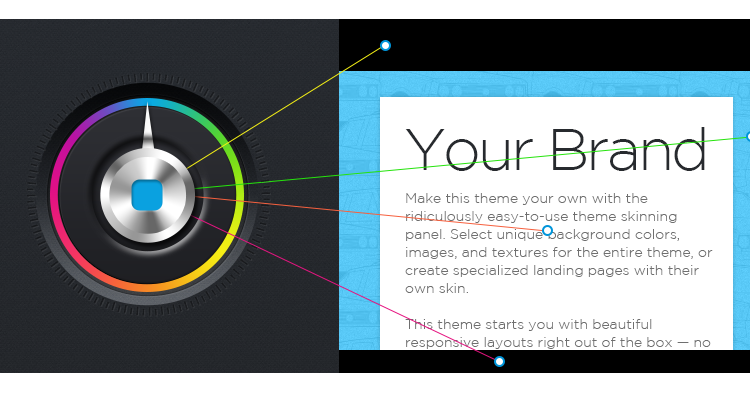 Your Brand
Make this theme your own with the
ridiculously easy-to-use theme skinning
panel. Select unique background colors,
images, and textures for the entire theme, or
create specialized landing pages with their
own skin.
This theme starts you with beautiful
responsive layouts right out of the box — no